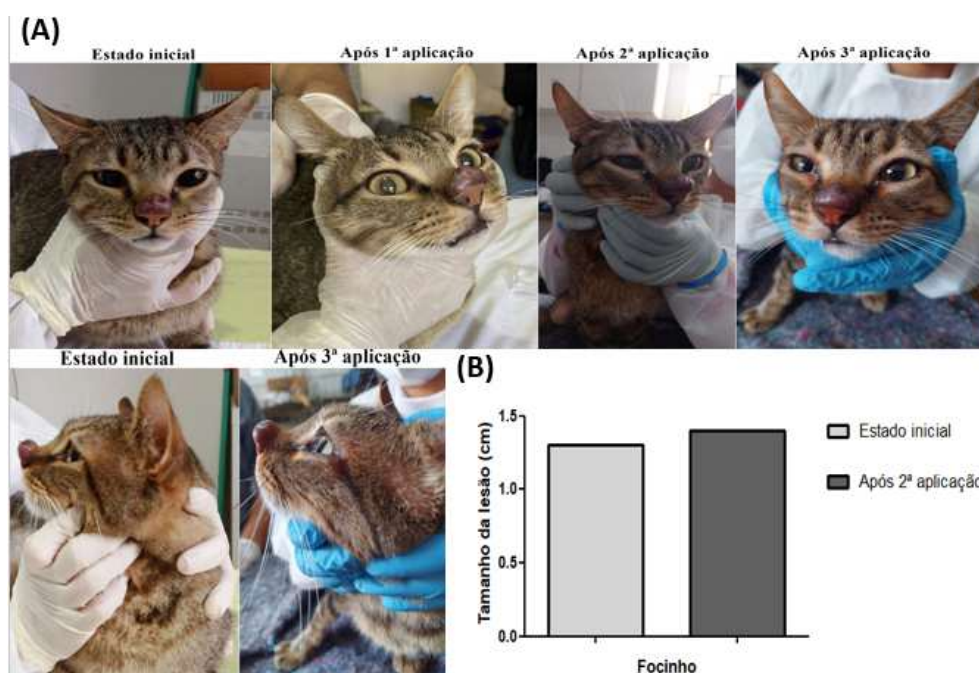 (A)
Estado inicial
Após 1ª aplicação
Após 2ª aplicação
Após 3ª aplicação
Estado inicial
Após 3ª aplicação
(B)
Tamanho da lesão (cm)
1.5
1.0
0.5
0.0
Focinho
Estado inicial
Após 2ª aplicação